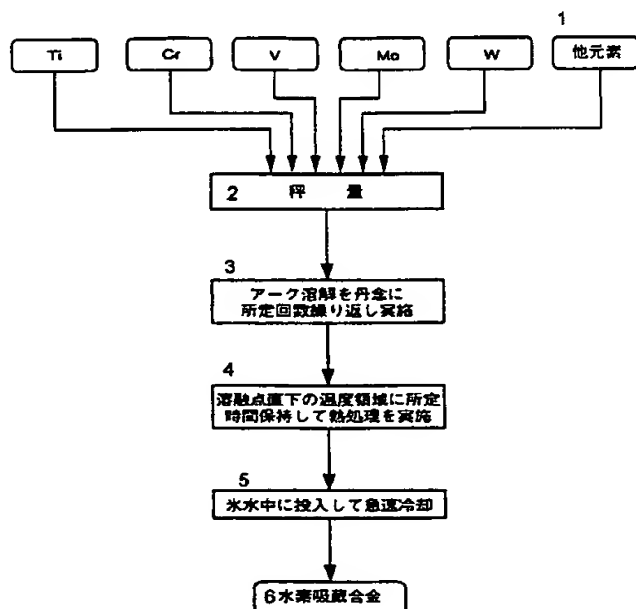 1
Ti
Cr
V
Mo
W
他元素
2 秤 量
3
アーク溶解を丹念に
所定回数繰り返し実施
4
溶融点直下の温度領域に所定
時間保持して熱処理を実施
5
氷水中に投入して急速冷却
6水素吸蔵合金